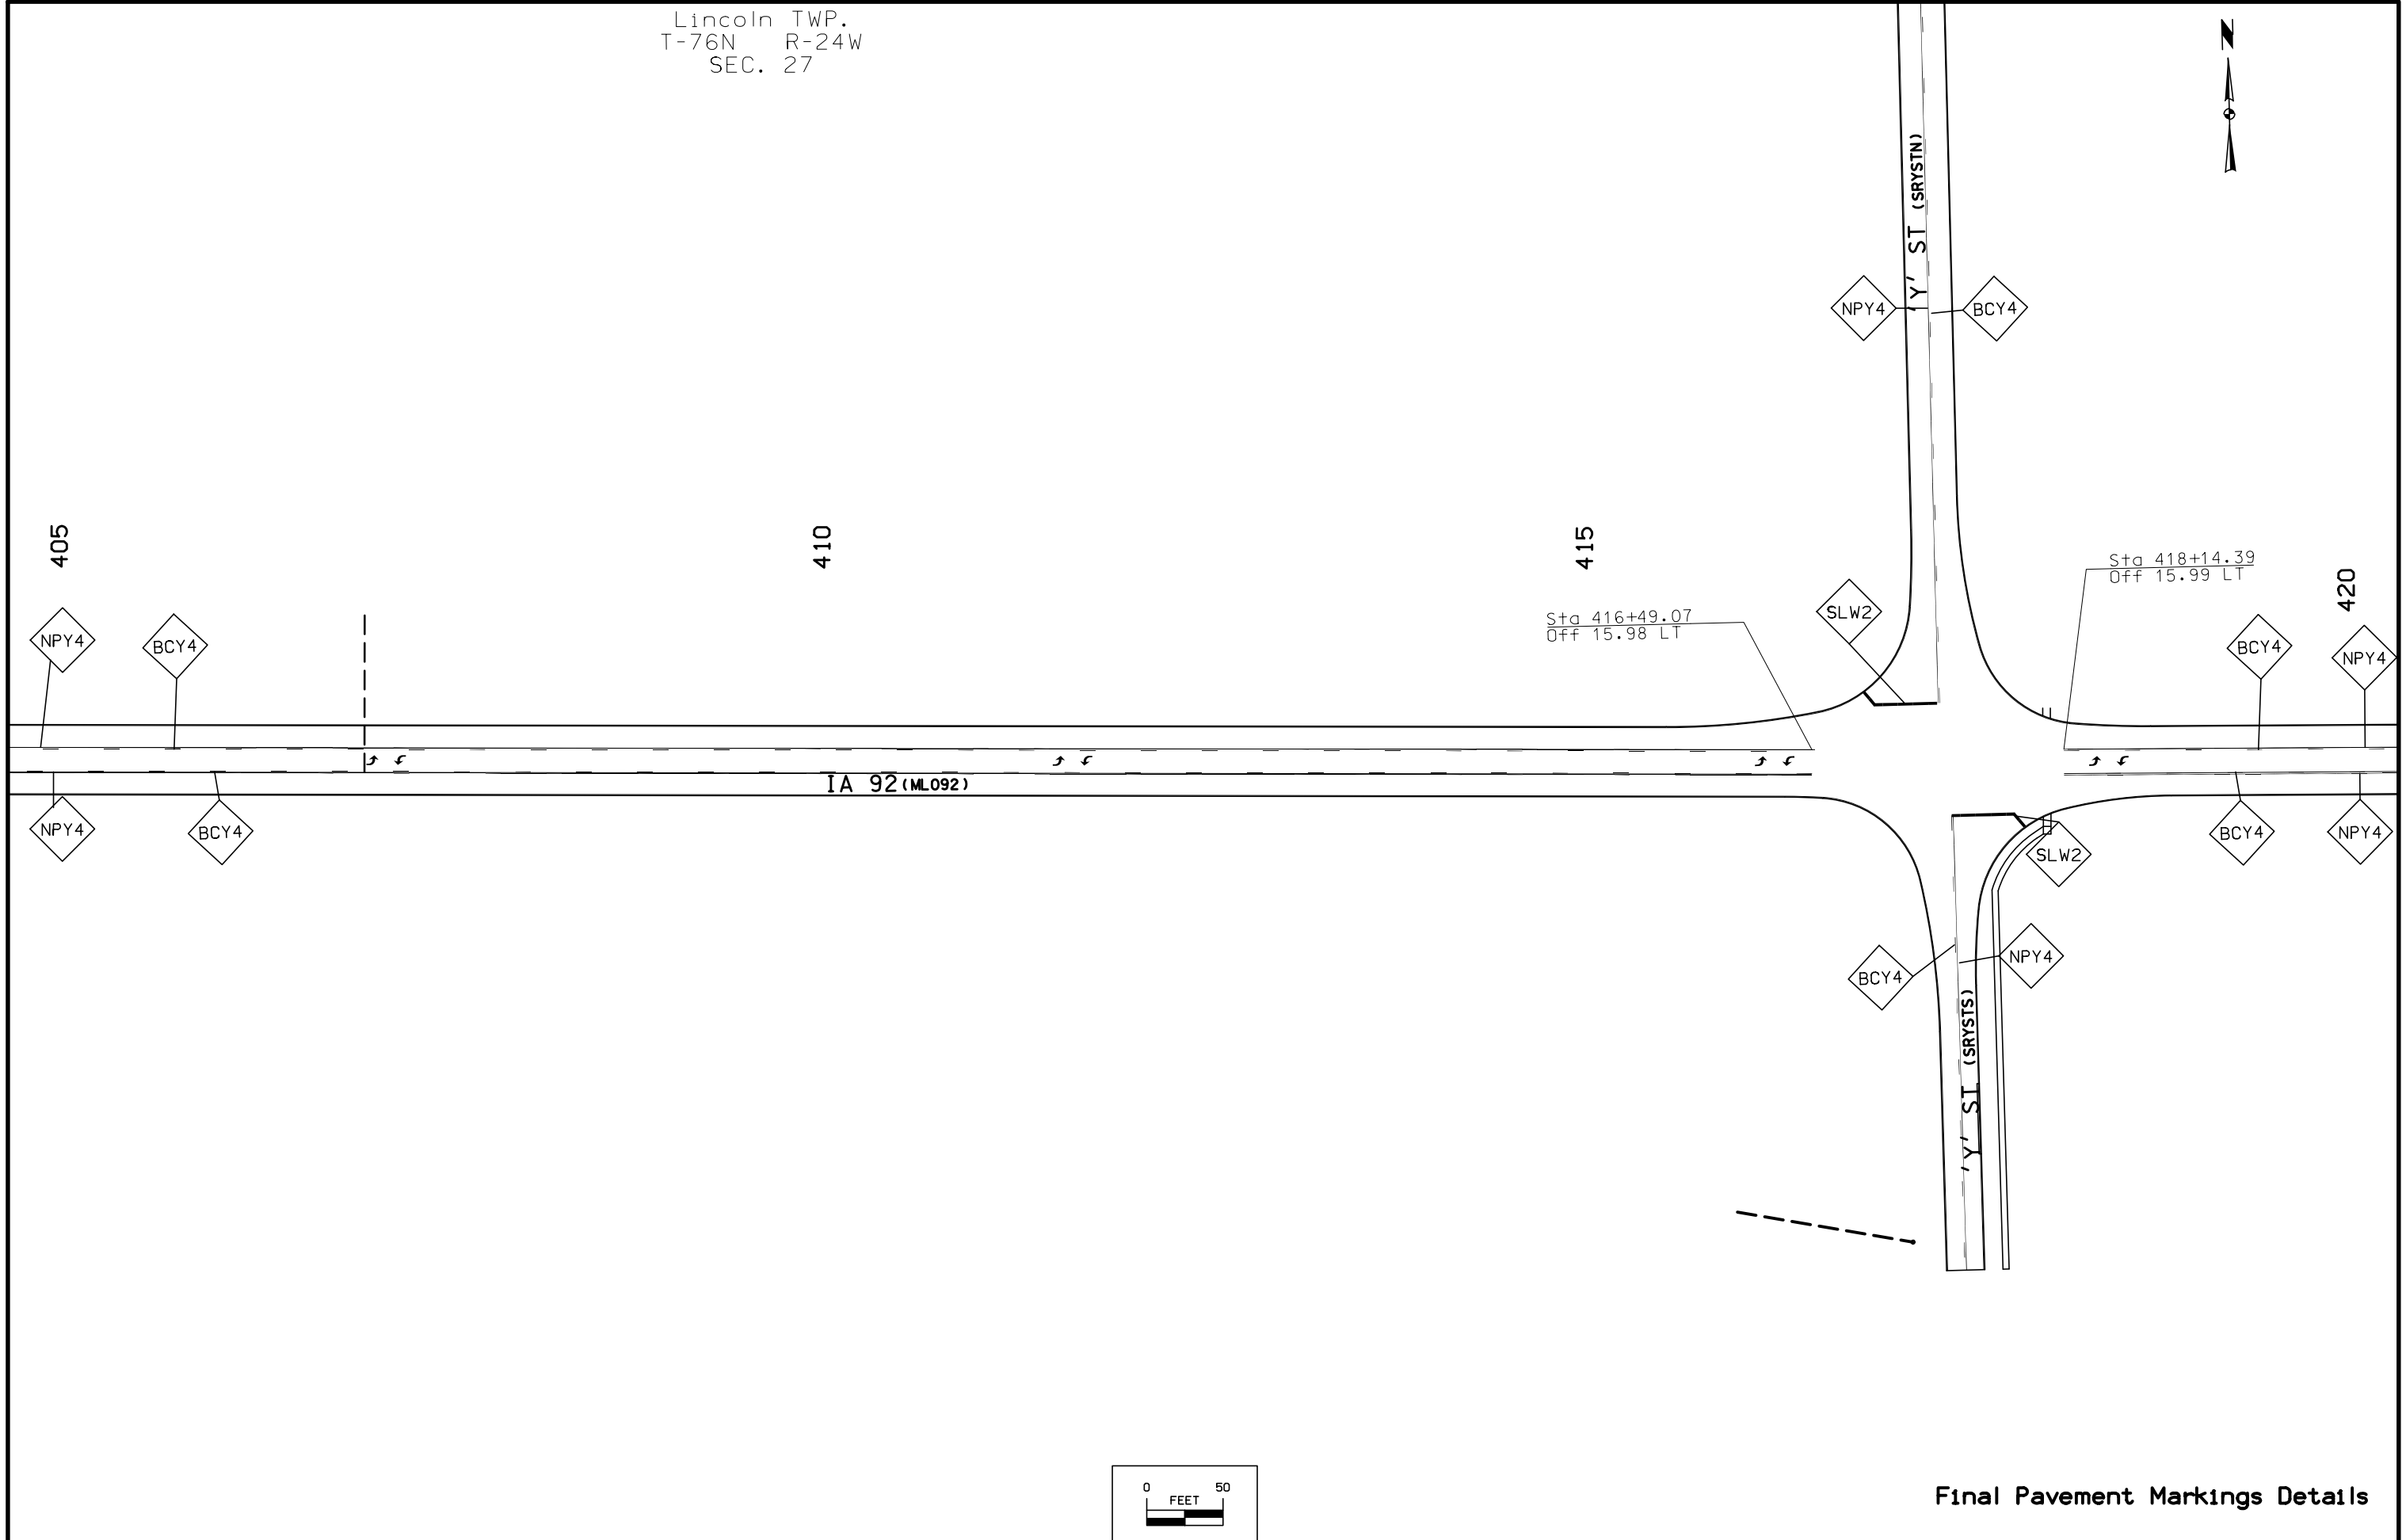 Lincoln TWP.
T-76N R-24W
SEC. 27
N
'Y' ST (SRYSTN)
NPY4
BCY4
405
410
415
Sta 418+14.39
Off 15.99 LT
420
Sta 416+49.07
Off 15.98 LT
SLW2
NPY4
BCY4
BCY4
NPY4
IA 92 (ML092)
NPY4
BCY4
BCY4
NPY4
SLW2
BCY4
NPY4
'Y' ST (SRYSTS)
0 50
FEET
Final Pavement Markings Details